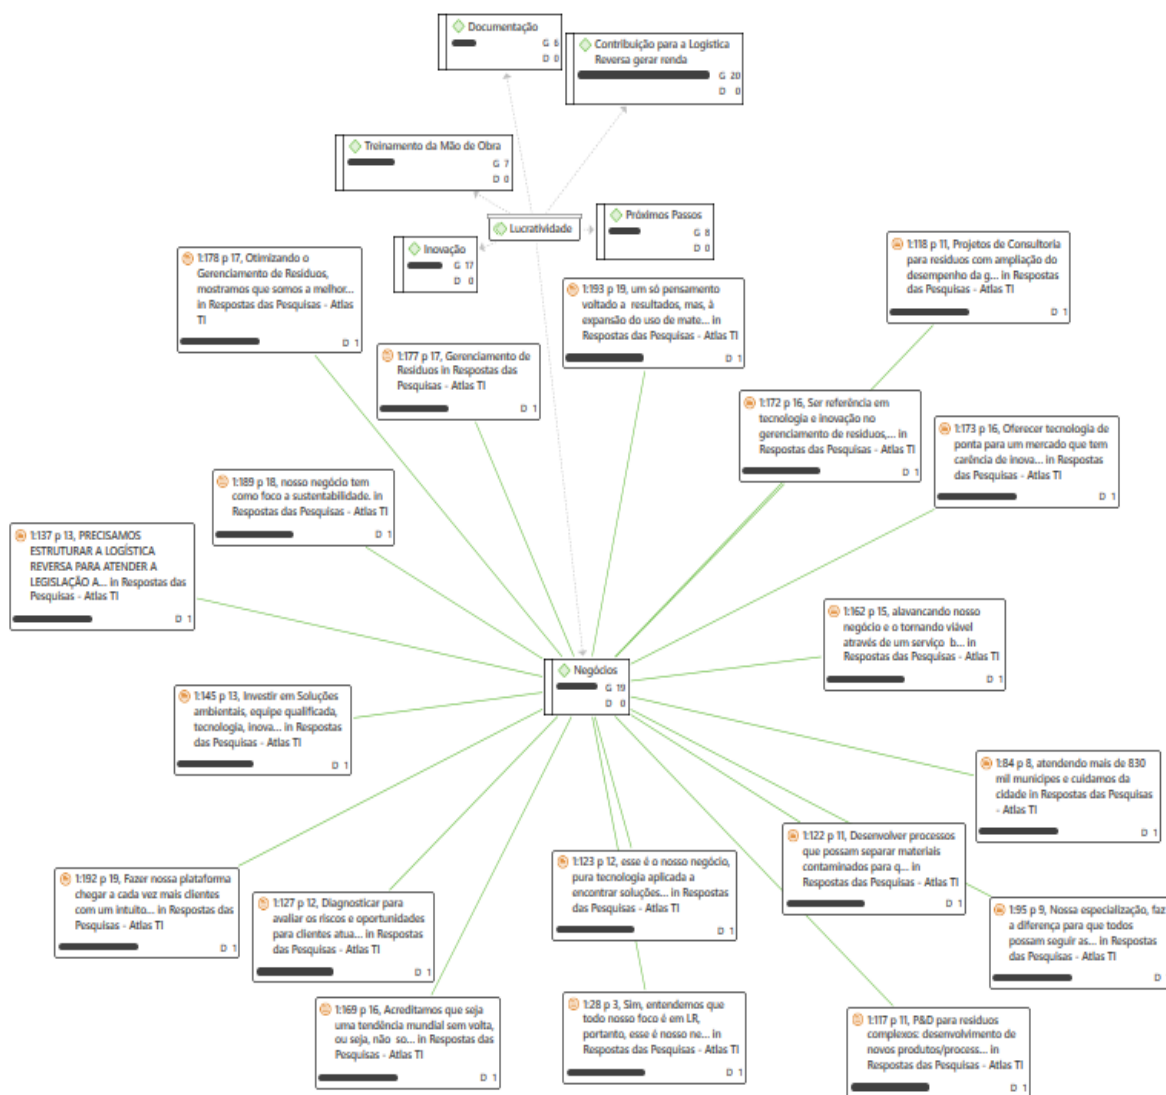 Documentação
G 6
D 0
Contribuição para a Logística
Reversa gerar renda
G 20
D 0
Treinamento da Mão de Obra
G 7
D 0
Lucratividade
Próximos Passos
G 8
D 0
Inovação
G 17
D 0
1:178 p 17, Otimizando o
Gerenciamento de Resíduos,
mostramos que somos a melhor...
in Respostas das Pesquisas - Atlas
TI
D 1
1:193 p 19, um só pensamento
voltado a resultados, mas, à
expansão do uso de mate... in
Respostas das Pesquisas - Atlas TI
D 1
1:118 p 11, Projetos de Consultoria
para resíduos com ampliação do
desempenho da g... in Respostas
das Pesquisas - Atlas TI
D 1
1:177 p 17, Gerenciamento de
Resíduos in Respostas das
Pesquisas - Atlas TI
D 1
1:172 p 16, Ser referência em
tecnologia e inovação no
gerenciamento de resíduos,... in
Respostas das Pesquisas - Atlas TI
D 1
1:173 p 16, Oferecer tecnologia de
ponta para um mercado que tem
carência de inova... in Respostas
das Pesquisas - Atlas TI
D 1
1:189 p 18, nosso negócio tem
como foco a sustentabilidade. in
Respostas das Pesquisas - Atlas TI
D 1
1:137 p 13, PRECISAMOS
ESTRUTURAR A LOGÍSTICA
REVERSA PARA ATENDER A
LEGISLAÇÃO A... in Respostas das
Pesquisas - Atlas TI
D 1
1:162 p 15, alavancando nosso
negócio e o tornando viável
através de um serviço b... in
Respostas das Pesquisas - Atlas TI
D 1
Negócios
G 19
D 0
1:145 p 13, Investir em Soluções
ambientais, equipe qualificada,
tecnologia, inova... in Respostas
das Pesquisas - Atlas TI
D 1
1:84 p 8, atendendo mais de 830
mil munícipes e cuidamos da
cidade in Respostas das Pesquisas
- Atlas TI
D 1
1:122 p 11, Desenvolver processos
que possam separar materiais
contaminados para q... in
Respostas das Pesquisas - Atlas TI
D 1
1:123 p 12, esse é o nosso negócio,
pura tecnologia aplicada a
encontrar soluções... in Respostas
das Pesquisas - Atlas TI
D 1
1:192 p 19, Fazer nossa plataforma
chegar a cada vez mais clientes
com um intuito... in Respostas das
Pesquisas - Atlas TI
D 1
1:127 p 12, Diagnosticar para
avaliar os riscos e oportunidades
para clientes atua... in Respostas
das Pesquisas - Atlas TI
D 1
1:95 p 9, Nossa especialização, faz
a diferença para que todos
possam seguir as... in Respostas
das Pesquisas - Atlas TI
D
1:169 p 16, Acreditamos que seja
uma tendência mundial sem volta,
ou seja, não so... in Respostas das
Pesquisas - Atlas TI
D 1
1:28 p 3, Sim, entendemos que
todo nosso foco é em LR,
portanto, esse é nosso ne... in
Respostas das Pesquisas - Atlas TI
D 1
1:117 p 11, P&D para resíduos
complexos: desenvolvimento de
novos produtos/process... in
Respostas das Pesquisas - Atlas TI
D 1